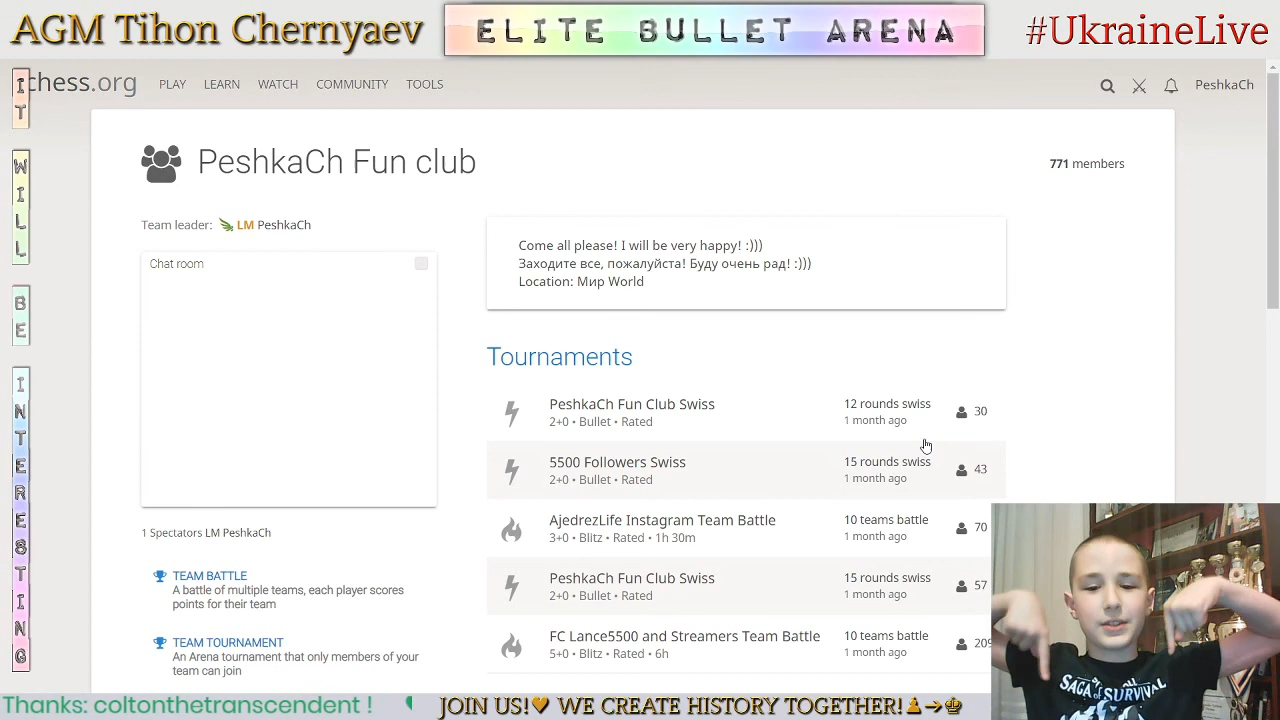 AGM Tihon Chernyaev
ELITE BULLET ARENA
#UkraineLive
chess.org
PLAY
LEARN
WATCH
COMMUNITY
TOOLS
PeshkaCh
IT WILL BE INTERESTING
PeshkaCh Fun club
771 members
Team leader: LM PeshkaCh
Chat room
Come all please! I will be very happy! :)))
Заходите все, пожалуйста! Буду очень рад! :)))
Location: Мир World
Tournaments
PeshkaCh Fun Club Swiss
2+0 • Bullet • Rated
12 rounds swiss
1 month ago
30
5500 Followers Swiss
2+0 • Bullet • Rated
15 rounds swiss
1 month ago
43
AjedrezLife Instagram Team Battle
3+0 • Blitz • Rated • 1h 30m
10 teams battle
1 month ago
70
PeshkaCh Fun Club Swiss
2+0 • Bullet • Rated
15 rounds swiss
1 month ago
57
FC Lance5500 and Streamers Team Battle
5+0 • Blitz • Rated • 6h
10 teams battle
1 month ago
209
1 Spectators LM PeshkaCh
TEAM BATTLE
A battle of multiple teams, each player scores
points for their team
TEAM TOURNAMENT
An Arena tournament that only members of your
team can join
SAGA OF SURVIVAL
Thanks: coltonthetranscendent !
JOIN US!♥ WE CREATE HISTORY TOGETHER!♟→♚